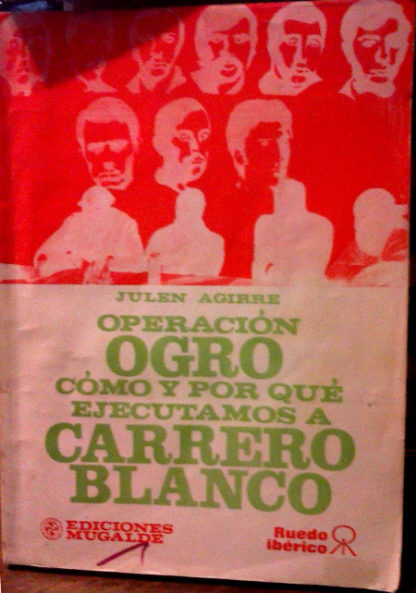 JULEN AGIRRE
OPERACIÓN
OGRO
CÓMO Y POR QUÉ
EJECUTAMOS A
CARRERO
BLANCO
EDICIONES
MUGALDE
Ruedo
ibérico